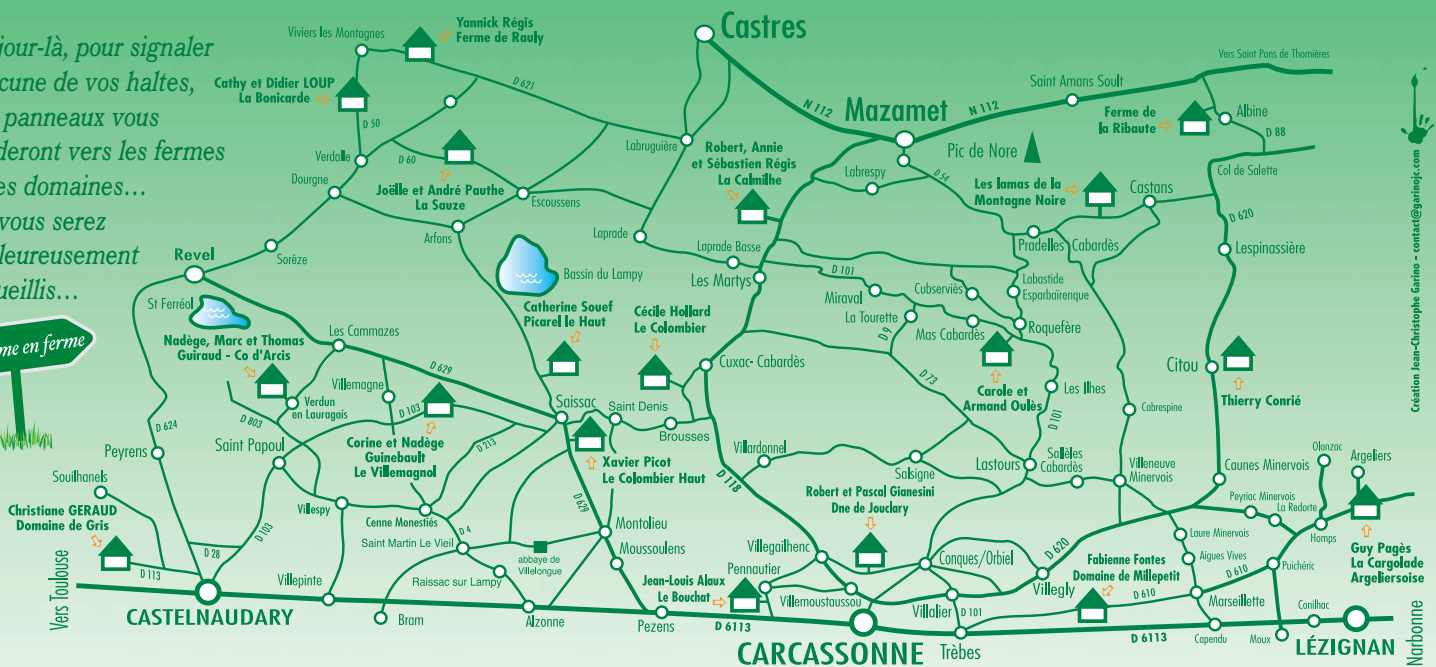 jour-là, pour signaler
cune de vos haltes,
panneaux vous
deront vers les fermes
es domaines...
vous serez
leureusement
ueillis...
me en ferme
Viviers les Montagnes
Yannick Régis
Ferme de Rauly
Castres
Vers Saint Pons de Thomières
Cathy et Didier LOUP
La Bonicarde
D 621
Saint Amans Soult
N 112
Mazamet
N 112
Ferme de
la Ribaute
Albine
D 50
D 88
Verdalle
D 60
Labruguière
Robert, Annie
et Sébastien Régis
La Calmilhe
Pic de Nore
Labrespy
D 54
Col de Salette
Dourgne
Joëlle et André Pauthe
La Sauze
Escoussens
Les lamas de la
Montagne Noire
Castans
Arfons
Laprade
Laprade Basse
Pradelles Cabardès
D 620
Lespinassière
Revel
Sorèze
Bassin du Lampy
Les Martys
D 101
Cubserviès
Labastide
Esparbaïrenque
Miraval
St Ferréol
Catherine Souef
Picarel le Haut
Cécile Hollard
Le Colombier
La Tourette
Mas Cabardès
Roquefère
D 9
Les Cammazes
Nadège, Marc et Thomas
Guiraud - Co d'Arcis
Cuxac- Cabardès
Citou
D 629
Villemagne
D 73
Carole et
Armand Oulès
Les Ilhes
Thierry Conrié
Verdun
en Lauragais
D 103
Saissac
Saint Denis
D 101
Cabrespine
D 803
D 624
Saint Papoul
Corine et Nadège
Guinebault
Le Villemagnol
D 213
Brousses
Villardonnel
Peyrens
Xavier Picot
Le Colombier Haut
Salsigne
Lastours
Sallèles
Cabardès
Villeneuve
Minervois
Caunes Minervois
Olonzac
Argeliers
Souilhanels
D 118
Christiane GERAUD
Domaine de Gris
D 103
Villespy
Cenne Monestiés
D 629
Robert et Pascal Gianesini
Dne de Jouclary
Peyriac Minervois
La Redorte
Homps
D 4
Montolieu
Saint Martin Le Vieil
D 28
abbaye de
Villelongue
Moussoulens
Villegailhenc
Conques/Orbiel
D 620
Laure Minervois
Guy Pagès
La Cargolade
Argeliersoise
Aigues Vives
D 113
Villepinte
Raissac sur Lampy
Jean-Louis Alaux
Le Bouchat
Pennautier
Fabienne Fontes
Domaine de Millepetit
Puichéric
D 610
Vers Toulouse
CASTELNAUDARY
Bram
Alzonne
Pezens
D 6113
Villemoustaussou
Villalier
D 101
Villegly
D 610
Marseillette
Conilhac
CARCASSONNE
Trèbes
D 6113
Capendu
Moux
LÉZIGNAN
Narbonne
Création Jean-Christophe Garino - contact@garinojc.com